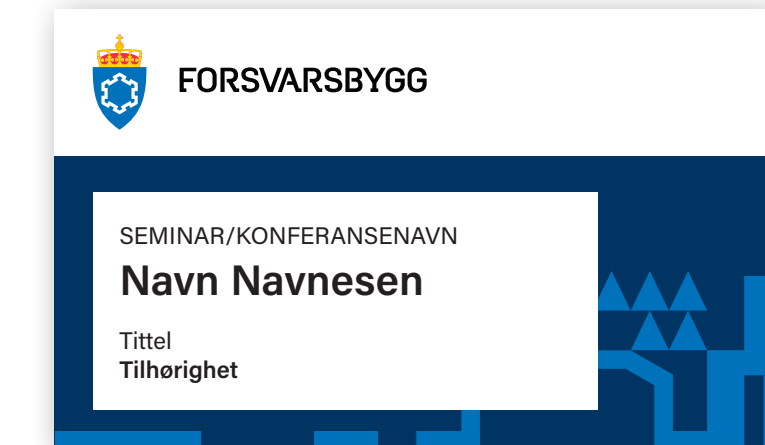 FORSVARSBYGG
SEMINAR/KONFERANSENAVN
Navn Navnesen
Tittel
Tilhørighet